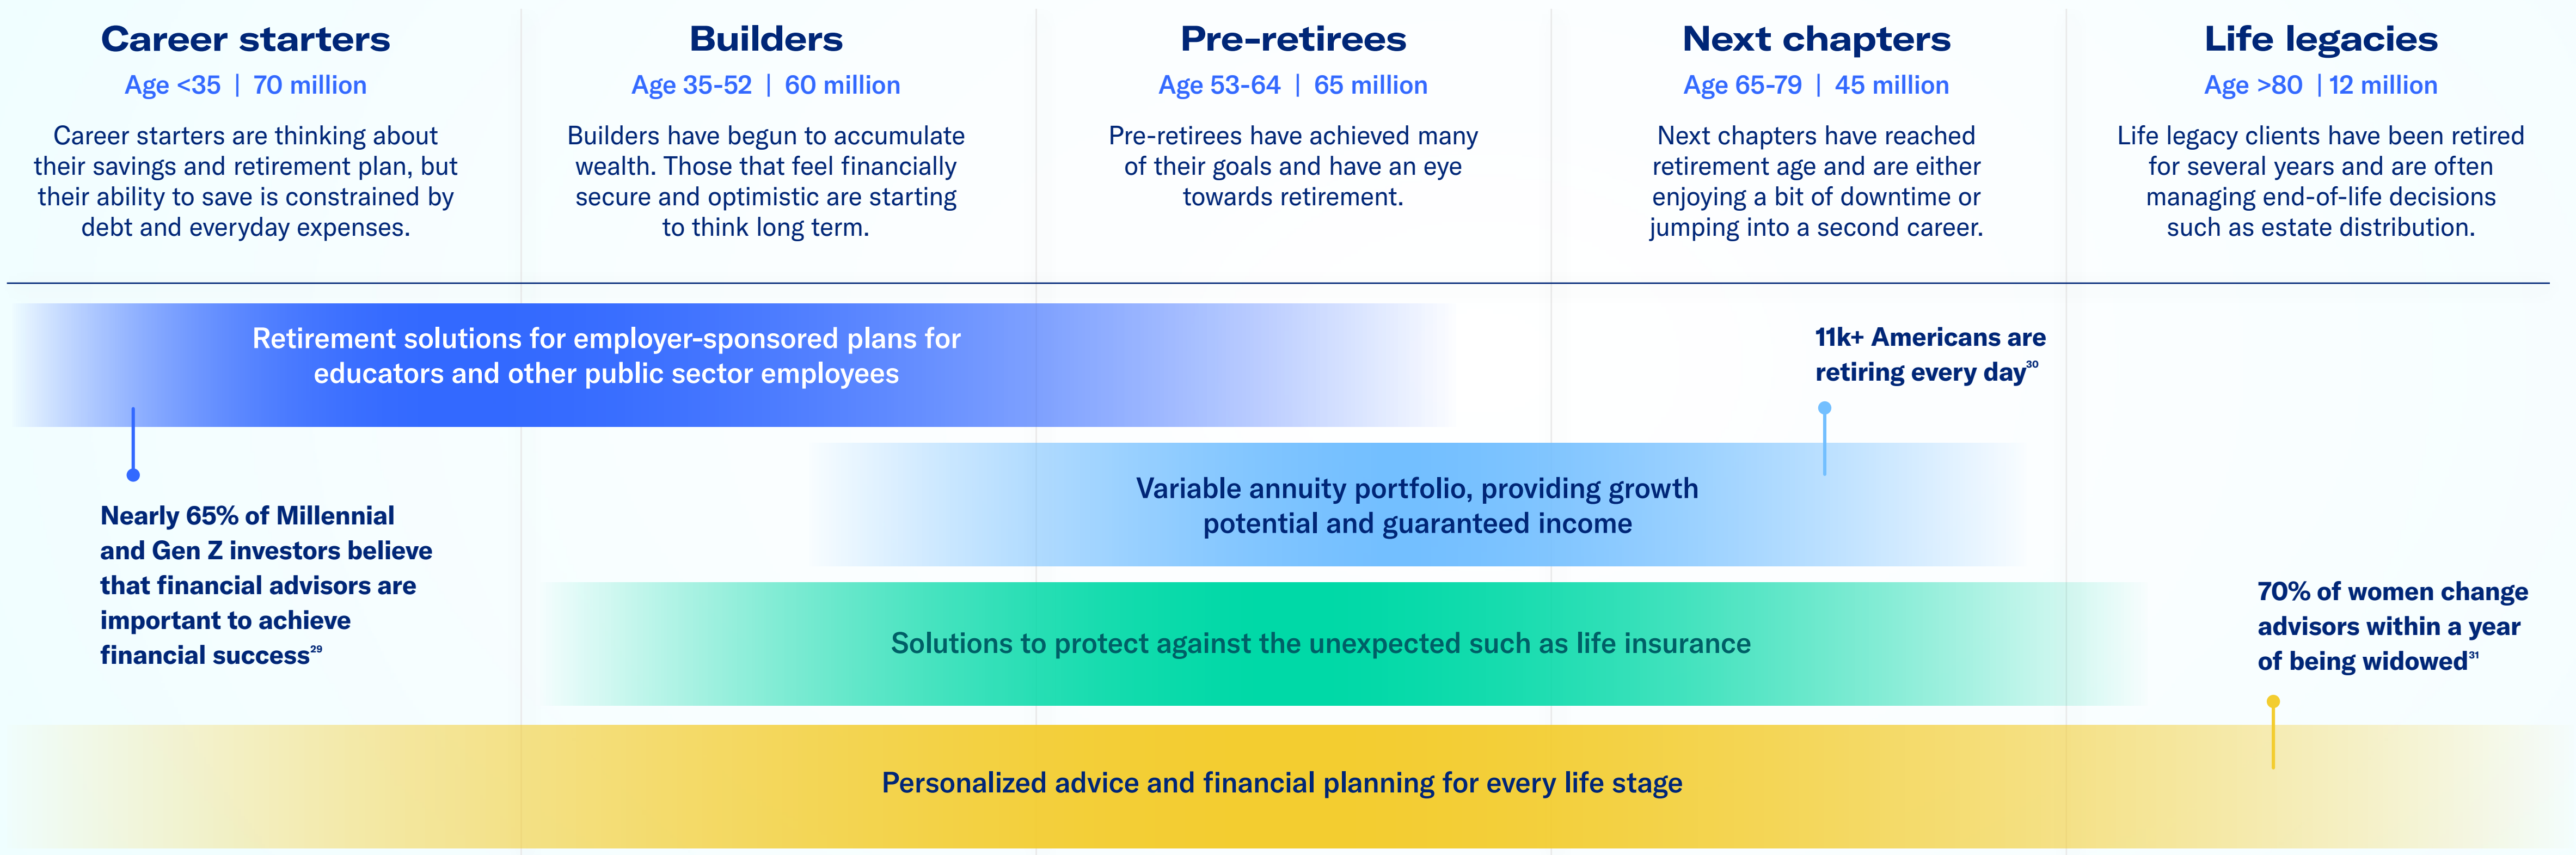 Career starters
Age <35 | 70 million
Career starters are thinking about
their savings and retirement plan, but
their ability to save is constrained by
debt and everyday expenses.
Builders
Age 35-52 | 60 million
Builders have begun to accumulate
wealth. Those that feel financially
secure and optimistic are starting
to think long term.
Pre-retirees
Age 53-64 | 65 million
Pre-retirees have achieved many
of their goals and have an eye
towards retirement.
Next chapters
Age 65-79 | 45 million
Next chapters have reached
retirement age and are either
enjoying a bit of downtime or
jumping into a second career.
Life legacies
Age >80 | 12 million
Life legacy clients have been retired
for several years and are often
managing end-of-life decisions
such as estate distribution.
Retirement solutions for employer-sponsored plans for
educators and other public sector employees
11k+ Americans are
retiring every day30
Variable annuity portfolio, providing growth
potential and guaranteed income
Nearly 65% of Millennial
and Gen Z investors believe
that financial advisors are
important to achieve
financial success29
Solutions to protect against the unexpected such as life insurance
70% of women change
advisors within a year
of being widowed31
Personalized advice and financial planning for every life stage